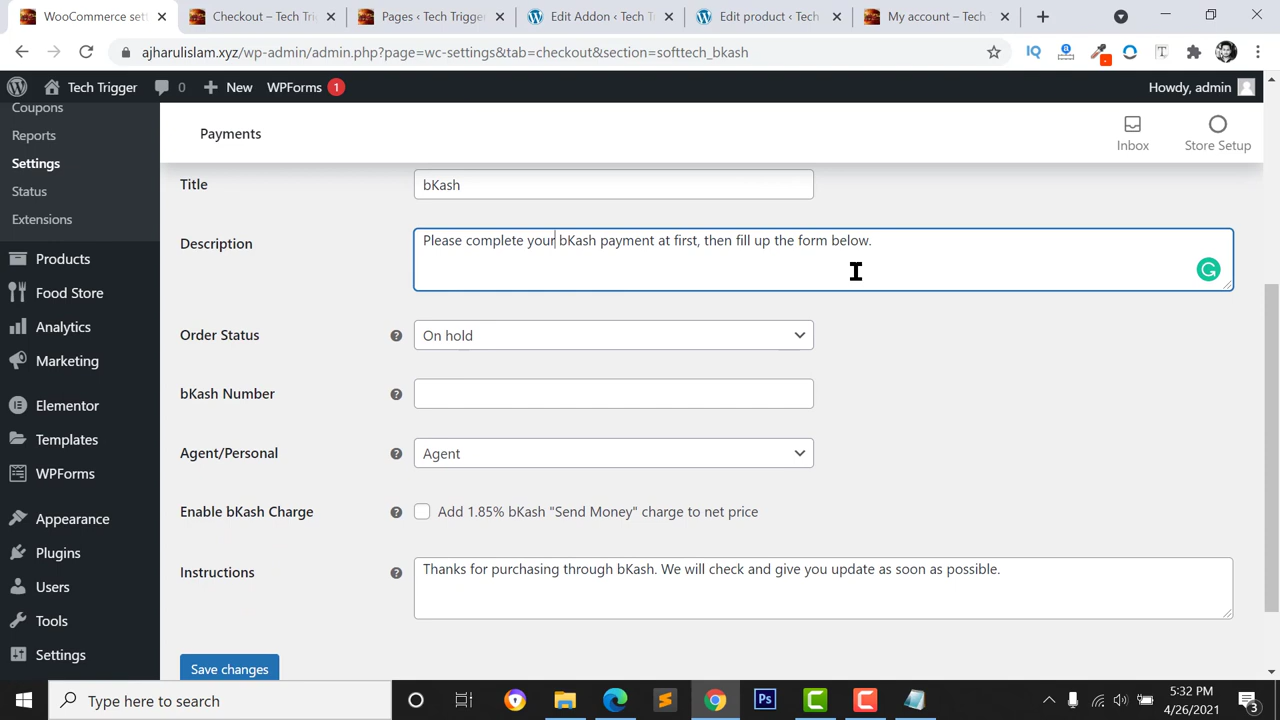 WooCommerce set
Checkout – Tech Tri
Pages ‹ Tech Trigger
Edit Addon ‹ Tech T
Edit product ‹ Tech
My account – Tech
ajharulislam.xyz/wp-admin/admin.php?page=wc-settings&tab=checkout&section=softtech_bkash
Tech Trigger
0
New
WPForms 1
Howdy, admin
Coupons
Reports
Settings
Status
Extensions
Products
Food Store
Analytics
Marketing
Elementor
Templates
WPForms
Appearance
Plugins
Users
Tools
Settings
Payments
Inbox
Store Setup
Title
bKash
Description
Please complete your bKash payment at first, then fill up the form below.
Order Status
On hold
bKash Number
Agent/Personal
Agent
Enable bKash Charge
Add 1.85% bKash "Send Money" charge to net price
Instructions
Thanks for purchasing through bKash. We will check and give you update as soon as possible.
Save changes
Type here to search
5:32 PM
4/26/2021
3